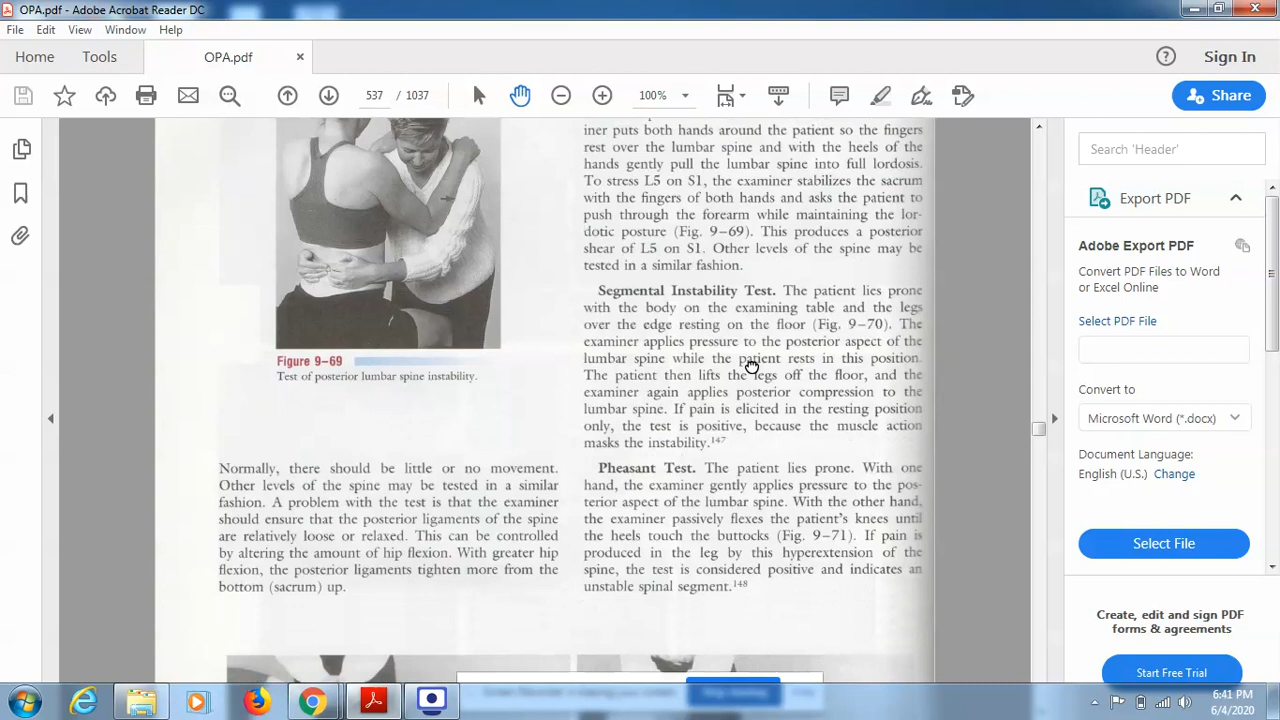 OPA.pdf - Adobe Acrobat Reader DC
File Edit View Window Help
Home Tools OPA.pdf × Sign In
537 / 1037 100% Share
iner puts both hands around the patient so the fingers
rest over the lumbar spine and with the heels of the
hands gently pull the lumbar spine into full lordosis.
To stress L5 on S1, the examiner stabilizes the sacrum
with the fingers of both hands and asks the patient to
push through the forearm while maintaining the lor-
dotic posture (Fig. 9–69). This produces a posterior
shear of L5 on S1. Other levels of the spine may be
tested in a similar fashion.
Segmental Instability Test. The patient lies prone
with the body on the examining table and the legs
over the edge resting on the floor (Fig. 9–70). The
examiner applies pressure to the posterior aspect of the
lumbar spine while the patient rests in this position.
The patient then lifts the legs off the floor, and the
examiner again applies posterior compression to the
lumbar spine. If pain is elicited in the resting position
only, the test is positive, because the muscle action
masks the instability.147
Figure 9–69
Test of posterior lumbar spine instability.
Normally, there should be little or no movement.
Other levels of the spine may be tested in a similar
fashion. A problem with the test is that the examiner
should ensure that the posterior ligaments of the spine
are relatively loose or relaxed. This can be controlled
by altering the amount of hip flexion. With greater hip
flexion, the posterior ligaments tighten more from the
bottom (sacrum) up.
Pheasant Test. The patient lies prone. With one
hand, the examiner gently applies pressure to the pos-
terior aspect of the lumbar spine. With the other hand,
the examiner passively flexes the patient's knees until
the heels touch the buttocks (Fig. 9–71). If pain is
produced in the leg by this hyperextension of the
spine, the test is considered positive and indicates an
unstable spinal segment.148
Search 'Header'
Export PDF
Adobe Export PDF
Convert PDF Files to Word
or Excel Online
Select PDF File
Convert to
Microsoft Word (*.docx)
Document Language:
English (U.S.) Change
Select File
Create, edit and sign PDF
forms & agreements
Start Free Trial
6:41 PM
6/4/2020